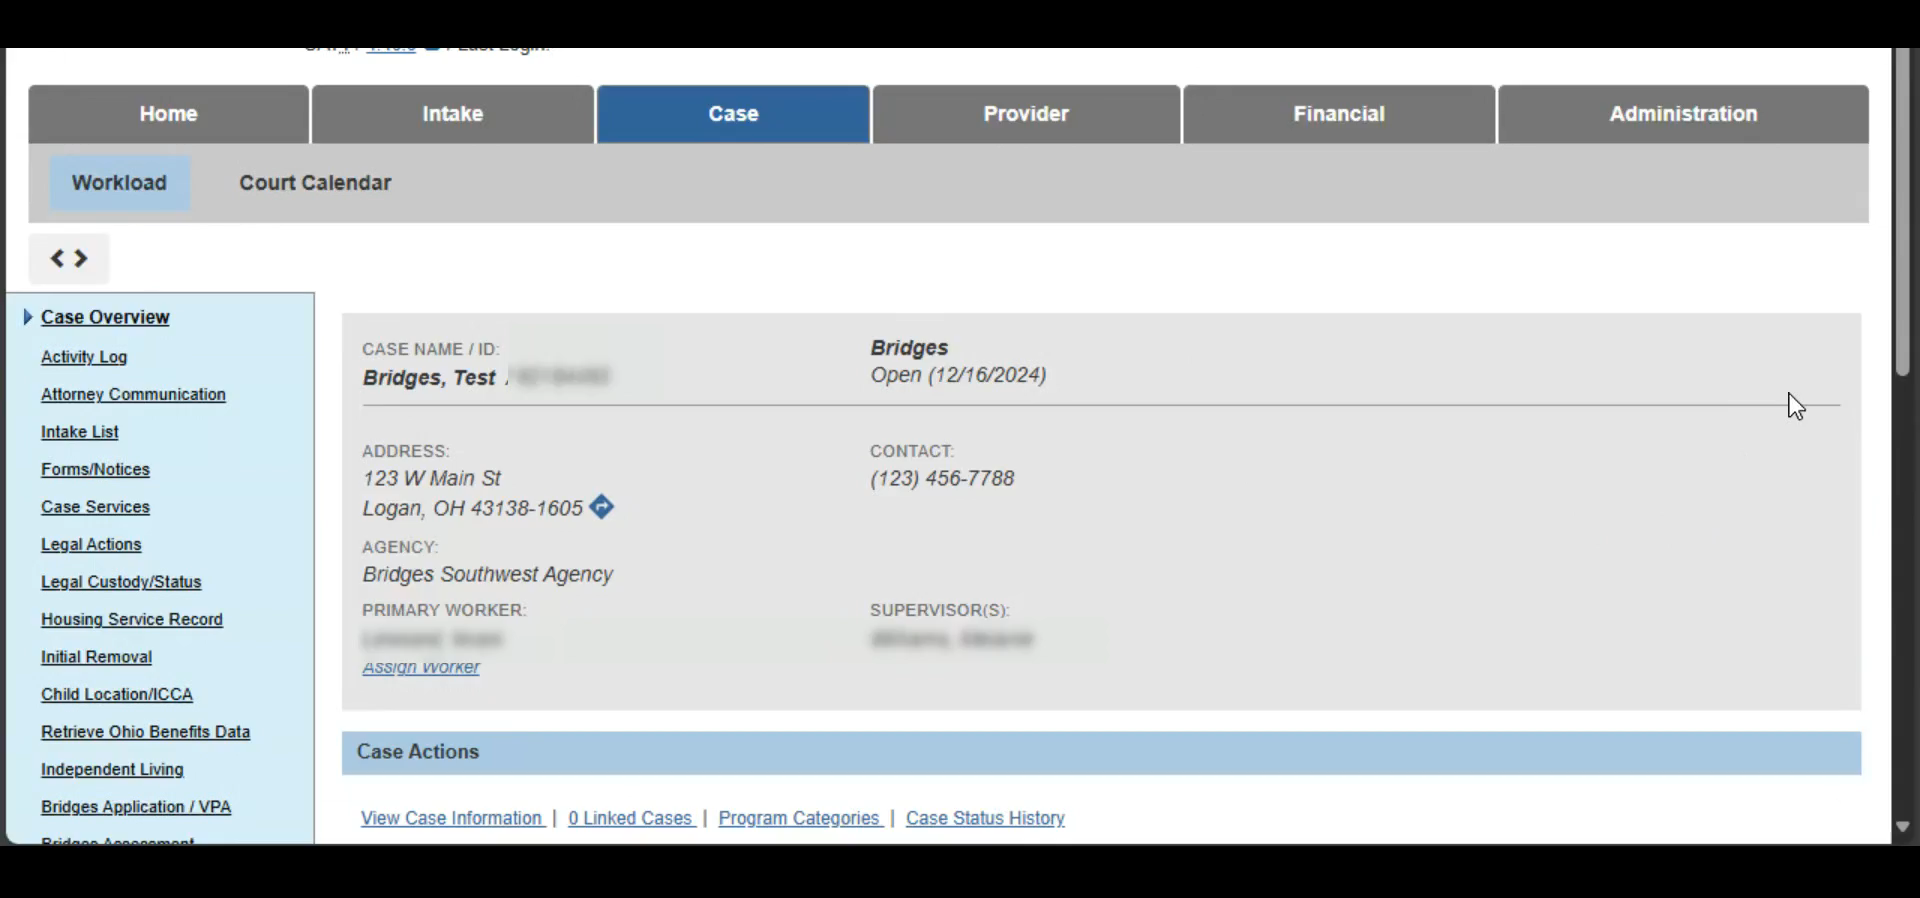 Home Intake Case Provider Financial Administration
Workload Court Calendar
Case Overview
Activity Log
Attorney Communication
Intake List
Forms/Notices
Case Services
Legal Actions
Legal Custody/Status
Housing Service Record
Initial Removal
Child Location/ICCA
Retrieve Ohio Benefits Data
Independent Living
Bridges Application / VPA
Bridges Assessment
CASE NAME / ID:
Bridges, Test
Bridges
Open (12/16/2024)
ADDRESS:
123 W Main St
Logan, OH 43138-1605
CONTACT:
(123) 456-7788
AGENCY:
Bridges Southwest Agency
PRIMARY WORKER:
SUPERVISOR(S):
Assign Worker
Case Actions
View Case Information | 0 Linked Cases | Program Categories | Case Status History